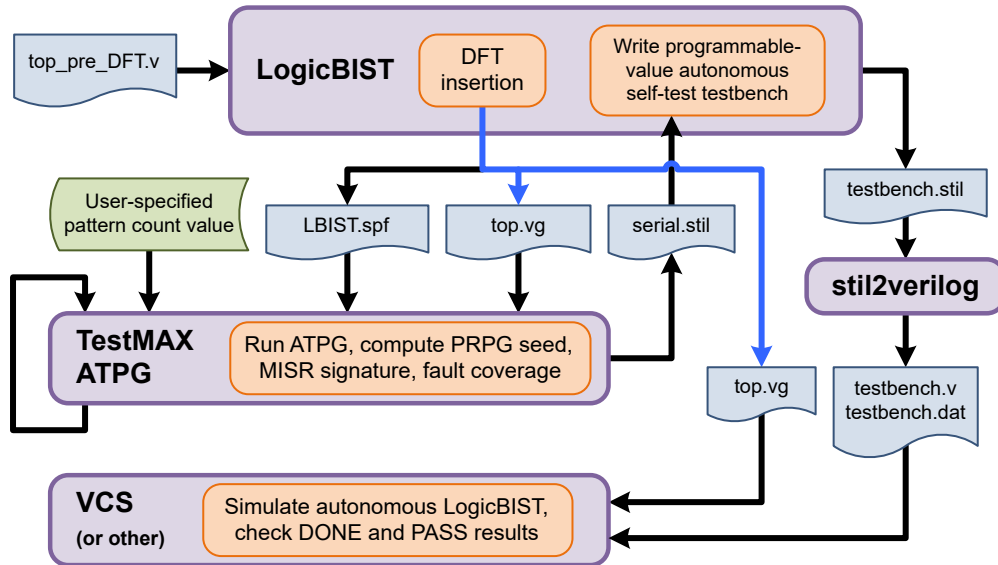 top_pre_DFT.v
LogicBIST
DFT
insertion
Write programmable-
value autonomous
self-test testbench
User-specified
pattern count value
LBIST.spf
top.vg
serial.stil
testbench.stil
stil2verilog
TestMAX
ATPG
Run ATPG, compute PRPG seed,
MISR signature, fault coverage
top.vg
testbench.v
testbench.dat
VCS
(or other)
Simulate autonomous LogicBIST,
check DONE and PASS results